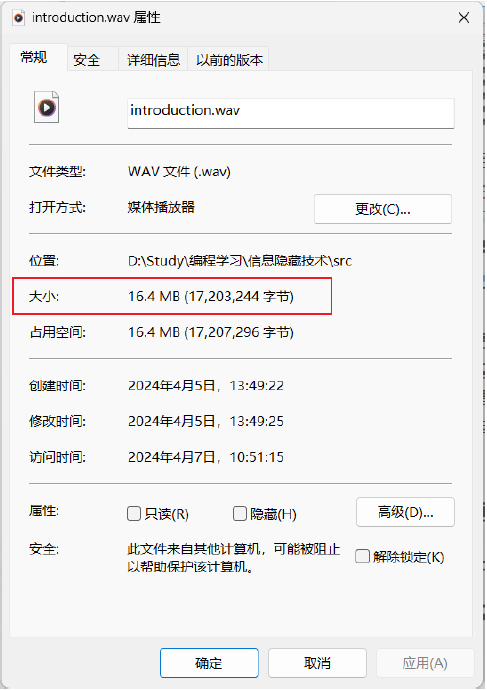 introduction.wav 属性
常规
安全
详细信息
以前的版本
introduction.wav
文件类型: WAV 文件 (.wav)
打开方式: 媒体播放器 更改(C)...
位置: D:\Study\编程学习\信息隐藏技术\src
大小: 16.4 MB (17,203,244 字节)
占用空间: 16.4 MB (17,207,296 字节)
创建时间: 2024年4月5日，13:49:22
修改时间: 2024年4月5日，13:49:25
访问时间: 2024年4月7日，10:51:15
属性: 只读(R) 隐藏(H) 高级(D)...
安全: 此文件来自其他计算机，可能被阻止
以帮助保护该计算机。 解除锁定(K)
确定 取消 应用(A)